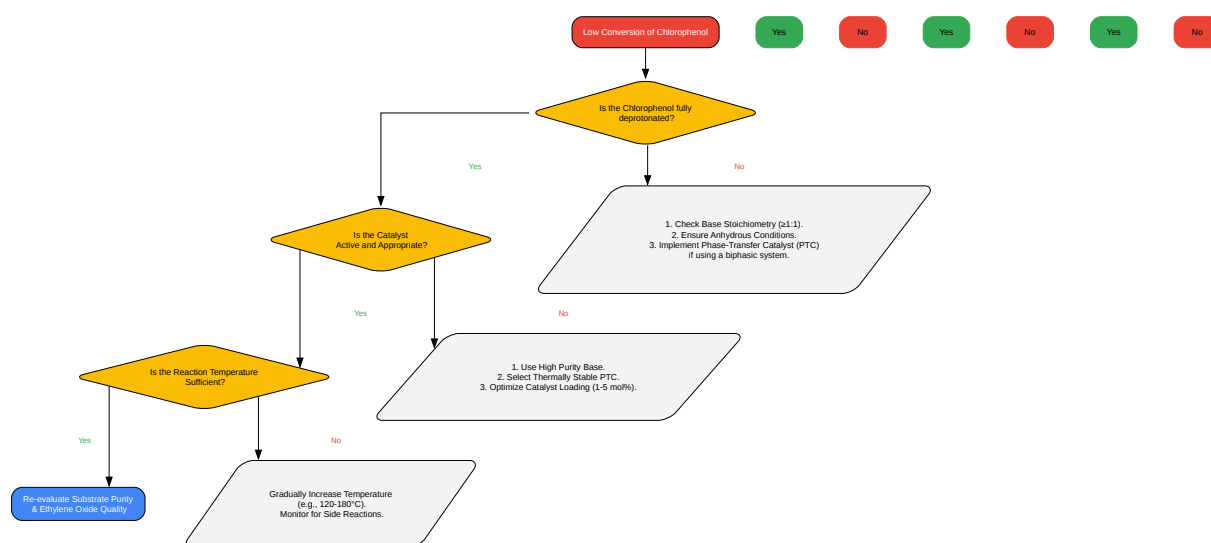 Low Conversion of Chlorophenol
Yes
No
Yes
No
Yes
No
Is the Chlorophenol fully
deprotonated?
Yes
No
1. Check Base Stoichiometry (≥1:1).
2. Ensure Anhydrous Conditions.
3. Implement Phase-Transfer Catalyst (PTC)
if using a biphasic system.
Is the Catalyst
Active and Appropriate?
Yes
No
1. Use High Purity Base.
2. Select Thermally Stable PTC.
3. Optimize Catalyst Loading (1-5 mol%).
Is the Reaction Temperature
Sufficient?
Yes
No
Re-evaluate Substrate Purity
& Ethylene Oxide Quality
Gradually Increase Temperature
(e.g., 120-180°C).
Monitor for Side Reactions.